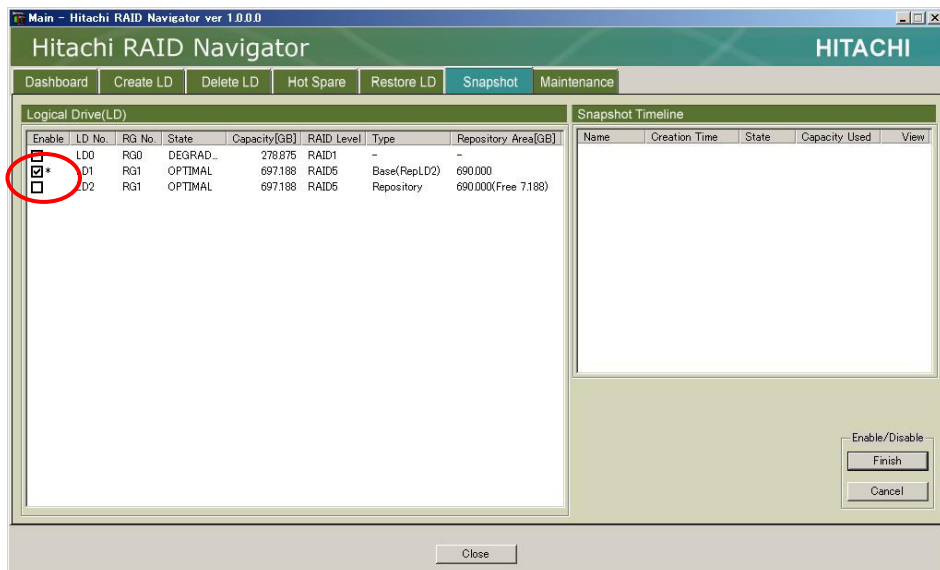 Main - Hitachi RAID Navigator ver 1.0.0.0
Hitachi RAID Navigator HITACHI
Dashboard Create LD Delete LD Hot Spare Restore LD Snapshot Maintenance
Logical Drive(LD) Snapshot Timeline
Enable LD No. RG No. State Capacity[GB] RAID Level Type Repository Area[GB] Name Creation Time State Capacity Used View
LD0 RG0 DEGRAD... 278.875 RAID1 - -
* LD1 RG1 OPTIMAL 697.188 RAID5 Base(RepLD2) 690.000
LD2 RG1 OPTIMAL 697.188 RAID5 Repository 690.000(Free 7.188)
Enable/Disable
Finish
Cancel
Close